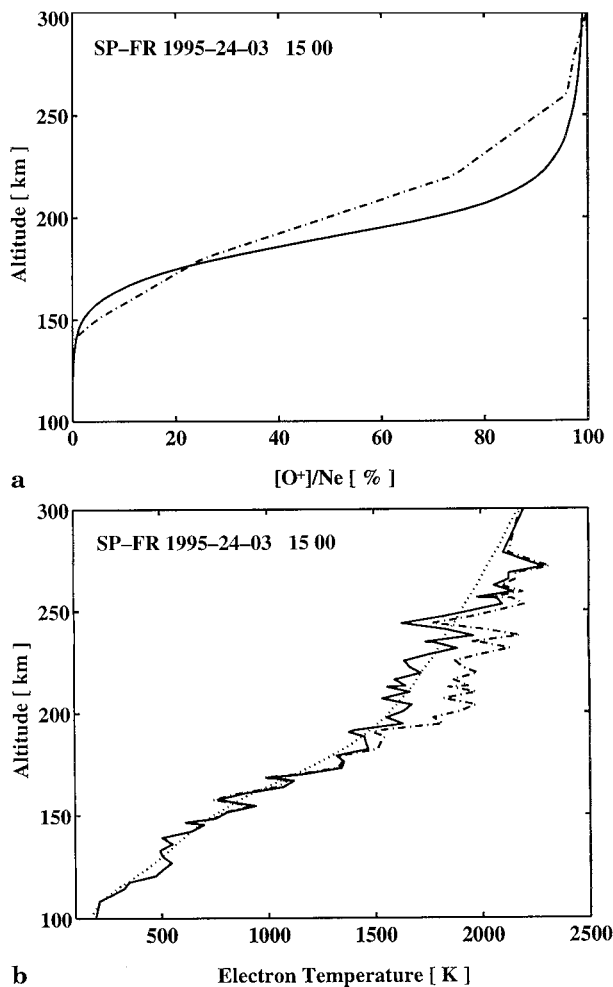 300
SP–FR 1995–24–03 15 00
250
Altitude [ km ]
200
150
100
0 20 40 60 80 100
[O+]/Ne [ % ]
a
300
SP–FR 1995–24–03 15 00
250
Altitude [ km ]
200
150
100
500 1000 1500 2000 2500
Electron Temperature [ K ]
b